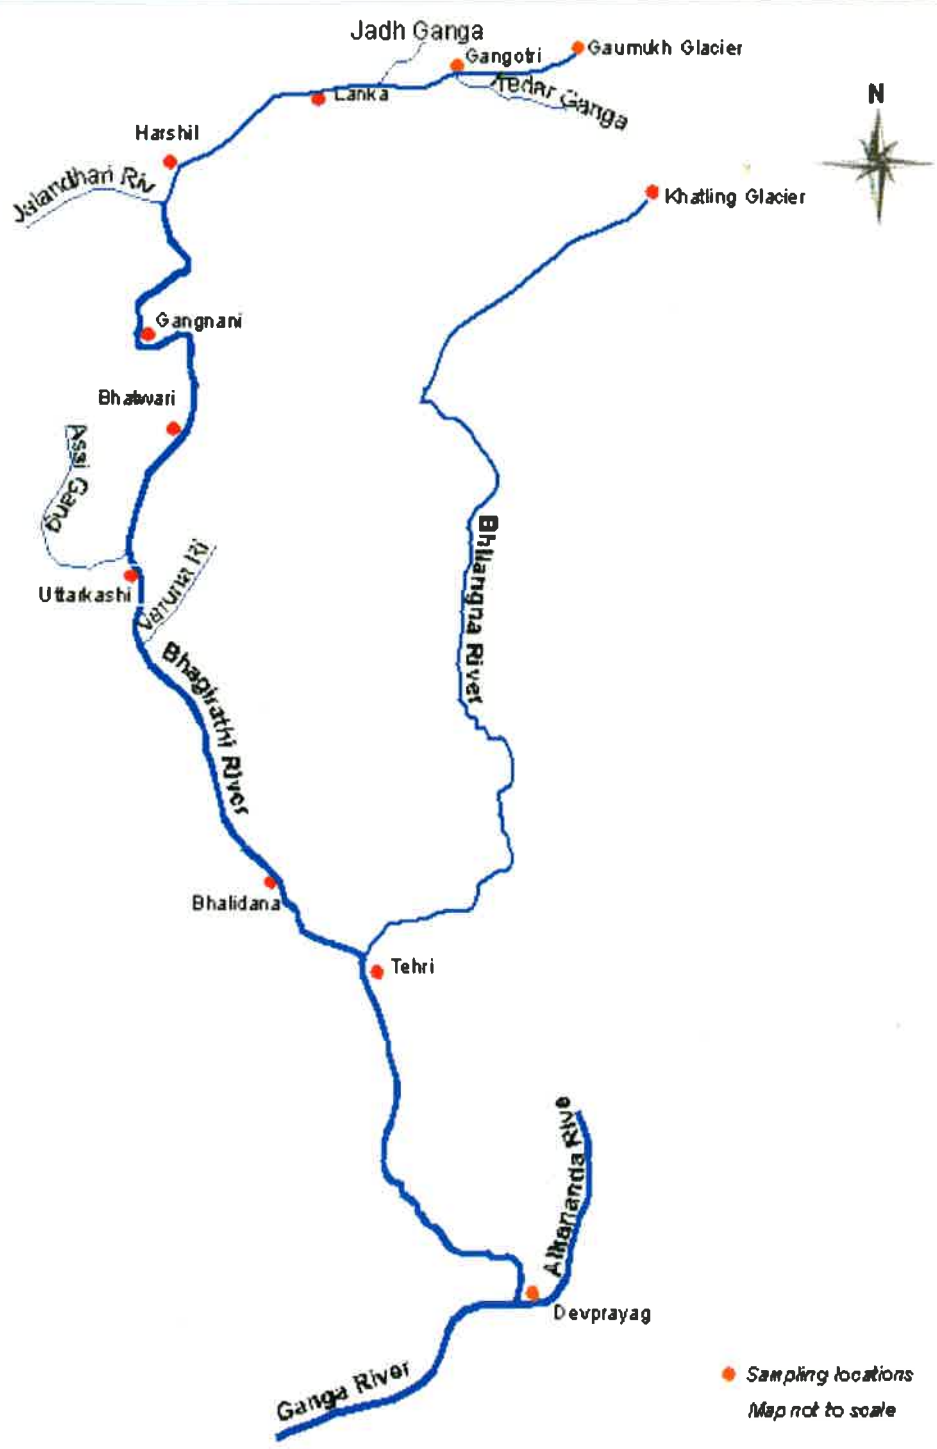 Jadh Ganga
Gangotri
Gaumukh Glacier
Kedar Ganga
Lanka
N
Harshil
Jalandhari Riv
Khatling Glacier
Gangnani
Bhatwari
Assi Gang
Uttarkashi
Varuna Ri
Bhilangna River
Bhagirathi River
Bhalidana
Tehri
Alkananda Rive
Devprayag
Ganga River
Sampling locations
Map not to scale